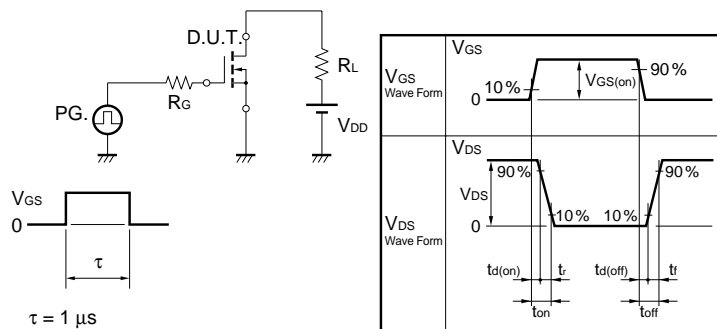 D.U.T.
RL
RG
PG.
VDD
VGS
0
τ
τ = 1 μs
VGS
Wave Form
VGS
10 %
0
VGS(on)
90 %
VDS
Wave Form
VDS
90 %
VDS
0
10 %
10 %
90 %
td(on)
tr
td(off)
tf
ton
toff